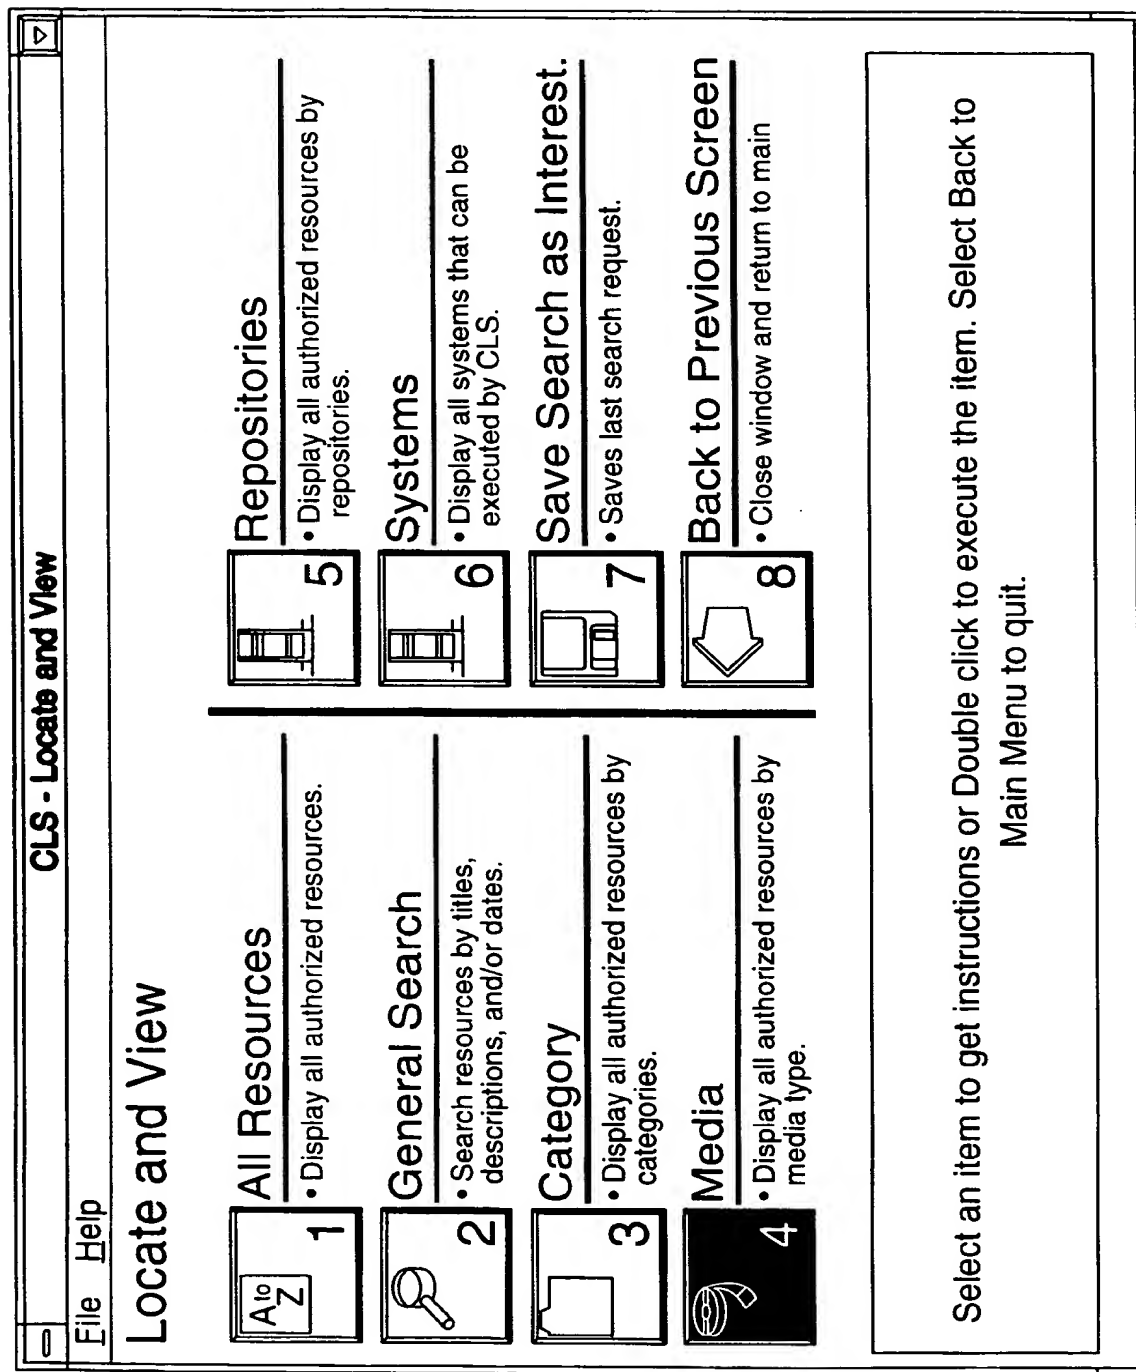 CLS - Locate and View
File Help
Locate and View
A to
Z
1
All Resources
• Display all authorized resources.
2
General Search
• Search resources by titles,
descriptions, and/or dates.
3
Category
• Display all authorized resources by
categories.
4
Media
• Display all authorized resources by
media type.
5
Repositories
• Display all authorized resources by
repositories.
6
Systems
• Display all systems that can be
executed by CLS.
7
Save Search as Interest.
• Saves last search request.
8
Back to Previous Screen
• Close window and return to main
Select an item to get instructions or Double click to execute the item. Select Back to
Main Menu to quit.